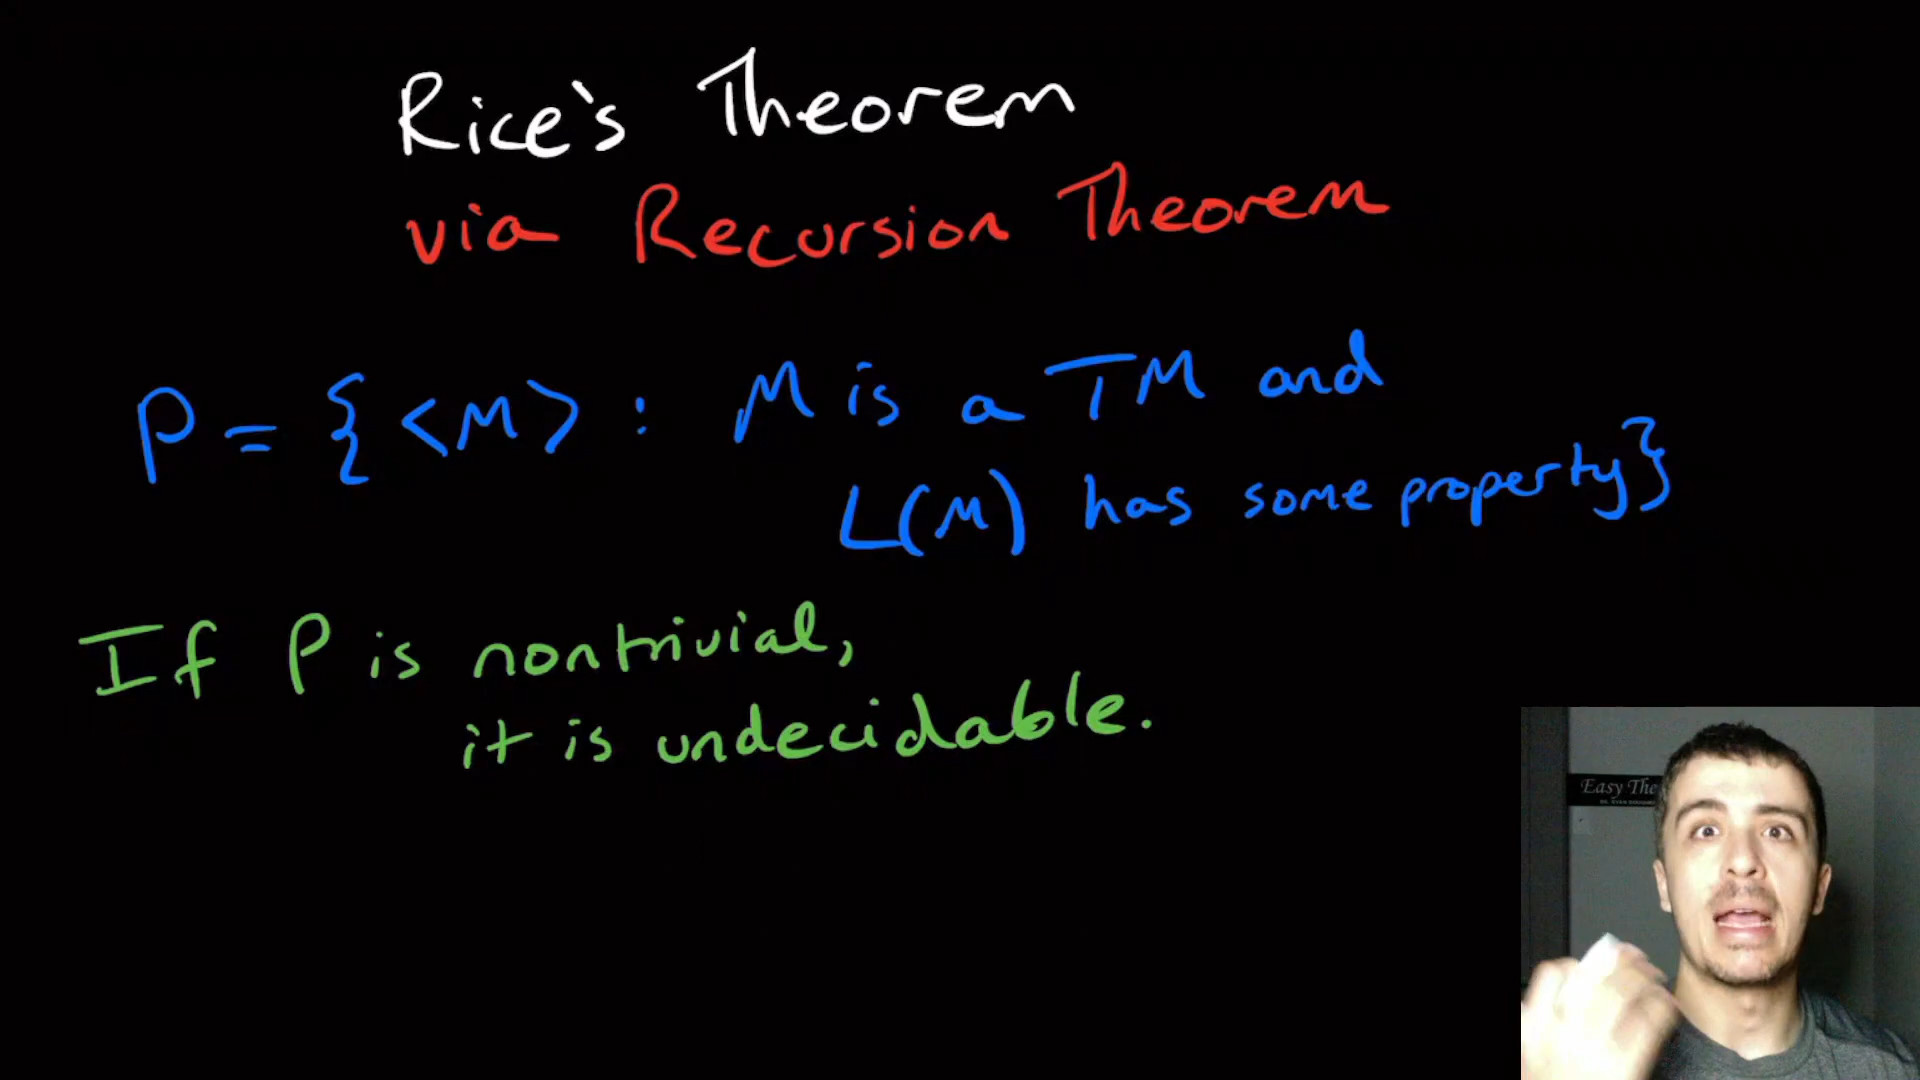 Rice's Theorem
via Recursion Theorem
P = {<M> : M is a TM and
L(M) has some property}
If P is nontrivial,
it is undecidable.
Easy The